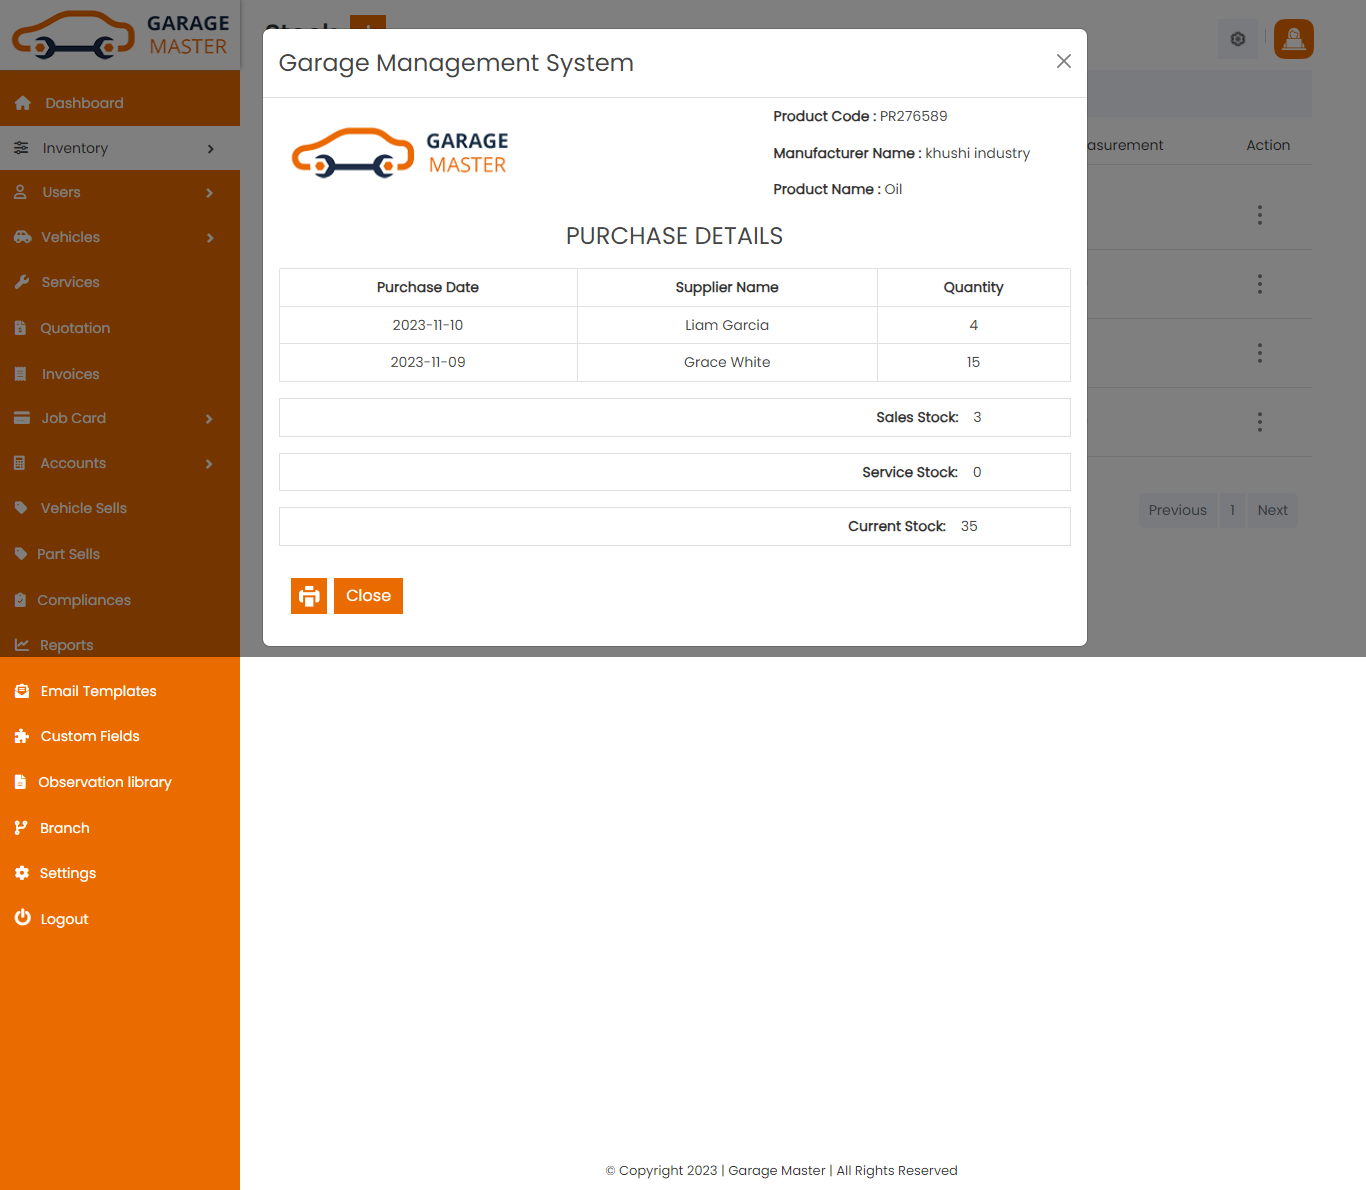 GARAGE
MASTER
Stock
Dashboard
Inventory
Users
Vehicles
Services
Quotation
Invoices
Job Card
Accounts
Vehicle Sells
Part Sells
Compliances
Reports
Email Templates
Custom Fields
Observation library
Branch
Settings
Logout
Garage Management System
GARAGE
MASTER
Product Code : PR276589
Manufacturer Name : khushi industry
Product Name : Oil
PURCHASE DETAILS
Purchase Date Supplier Name Quantity
2023-11-10 Liam Garcia 4
2023-11-09 Grace White 15
Sales Stock: 3
Service Stock: 0
Current Stock: 35
Close
asurement Action
Previous 1 Next
© Copyright 2023 | Garage Master | All Rights Reserved